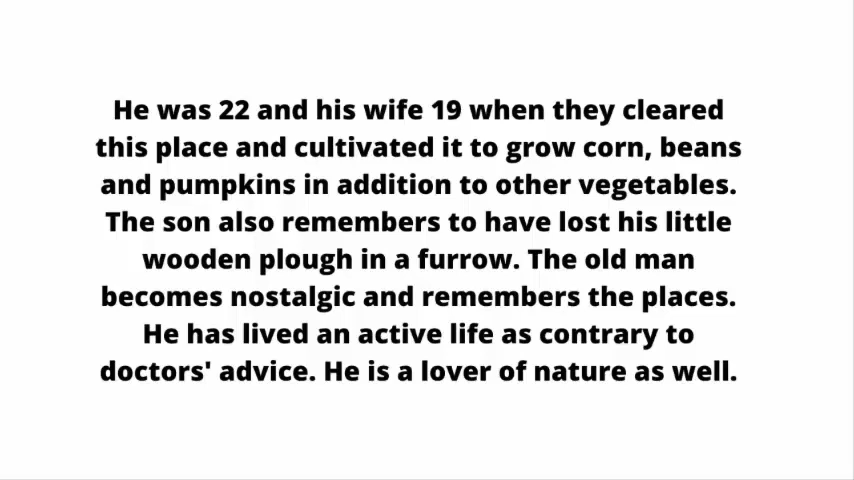 He was 22 and his wife 19 when they cleared
this place and cultivated it to grow corn, beans
and pumpkins in addition to other vegetables.
The son also remembers to have lost his little
wooden plough in a furrow. The old man
becomes nostalgic and remembers the places.
He has lived an active life as contrary to
doctors' advice. He is a lover of nature as well.